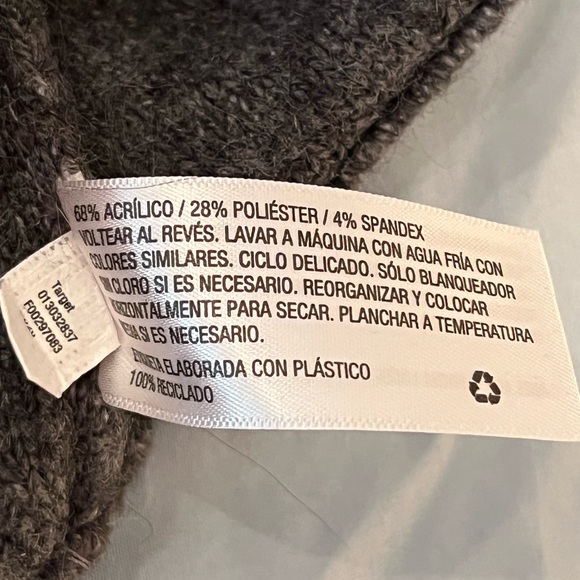 68% ACRÍLICO / 28% POLIÉSTER / 4% SPANDEX
VOLTEAR AL REVÉS. LAVAR A MÁQUINA CON AGUA FRÍA CON
COLORES SIMILARES. CICLO DELICADO. SÓLO BLANQUEADOR
CLORO SI ES NECESARIO. REORGANIZAR Y COLOCAR
HORIZONTALMENTE PARA SECAR. PLANCHAR A TEMPERATURA
SI ES NECESARIO.
ETIQUETA ELABORADA CON PLÁSTICO
100% RECICLADO
Target
013032837
F00297083